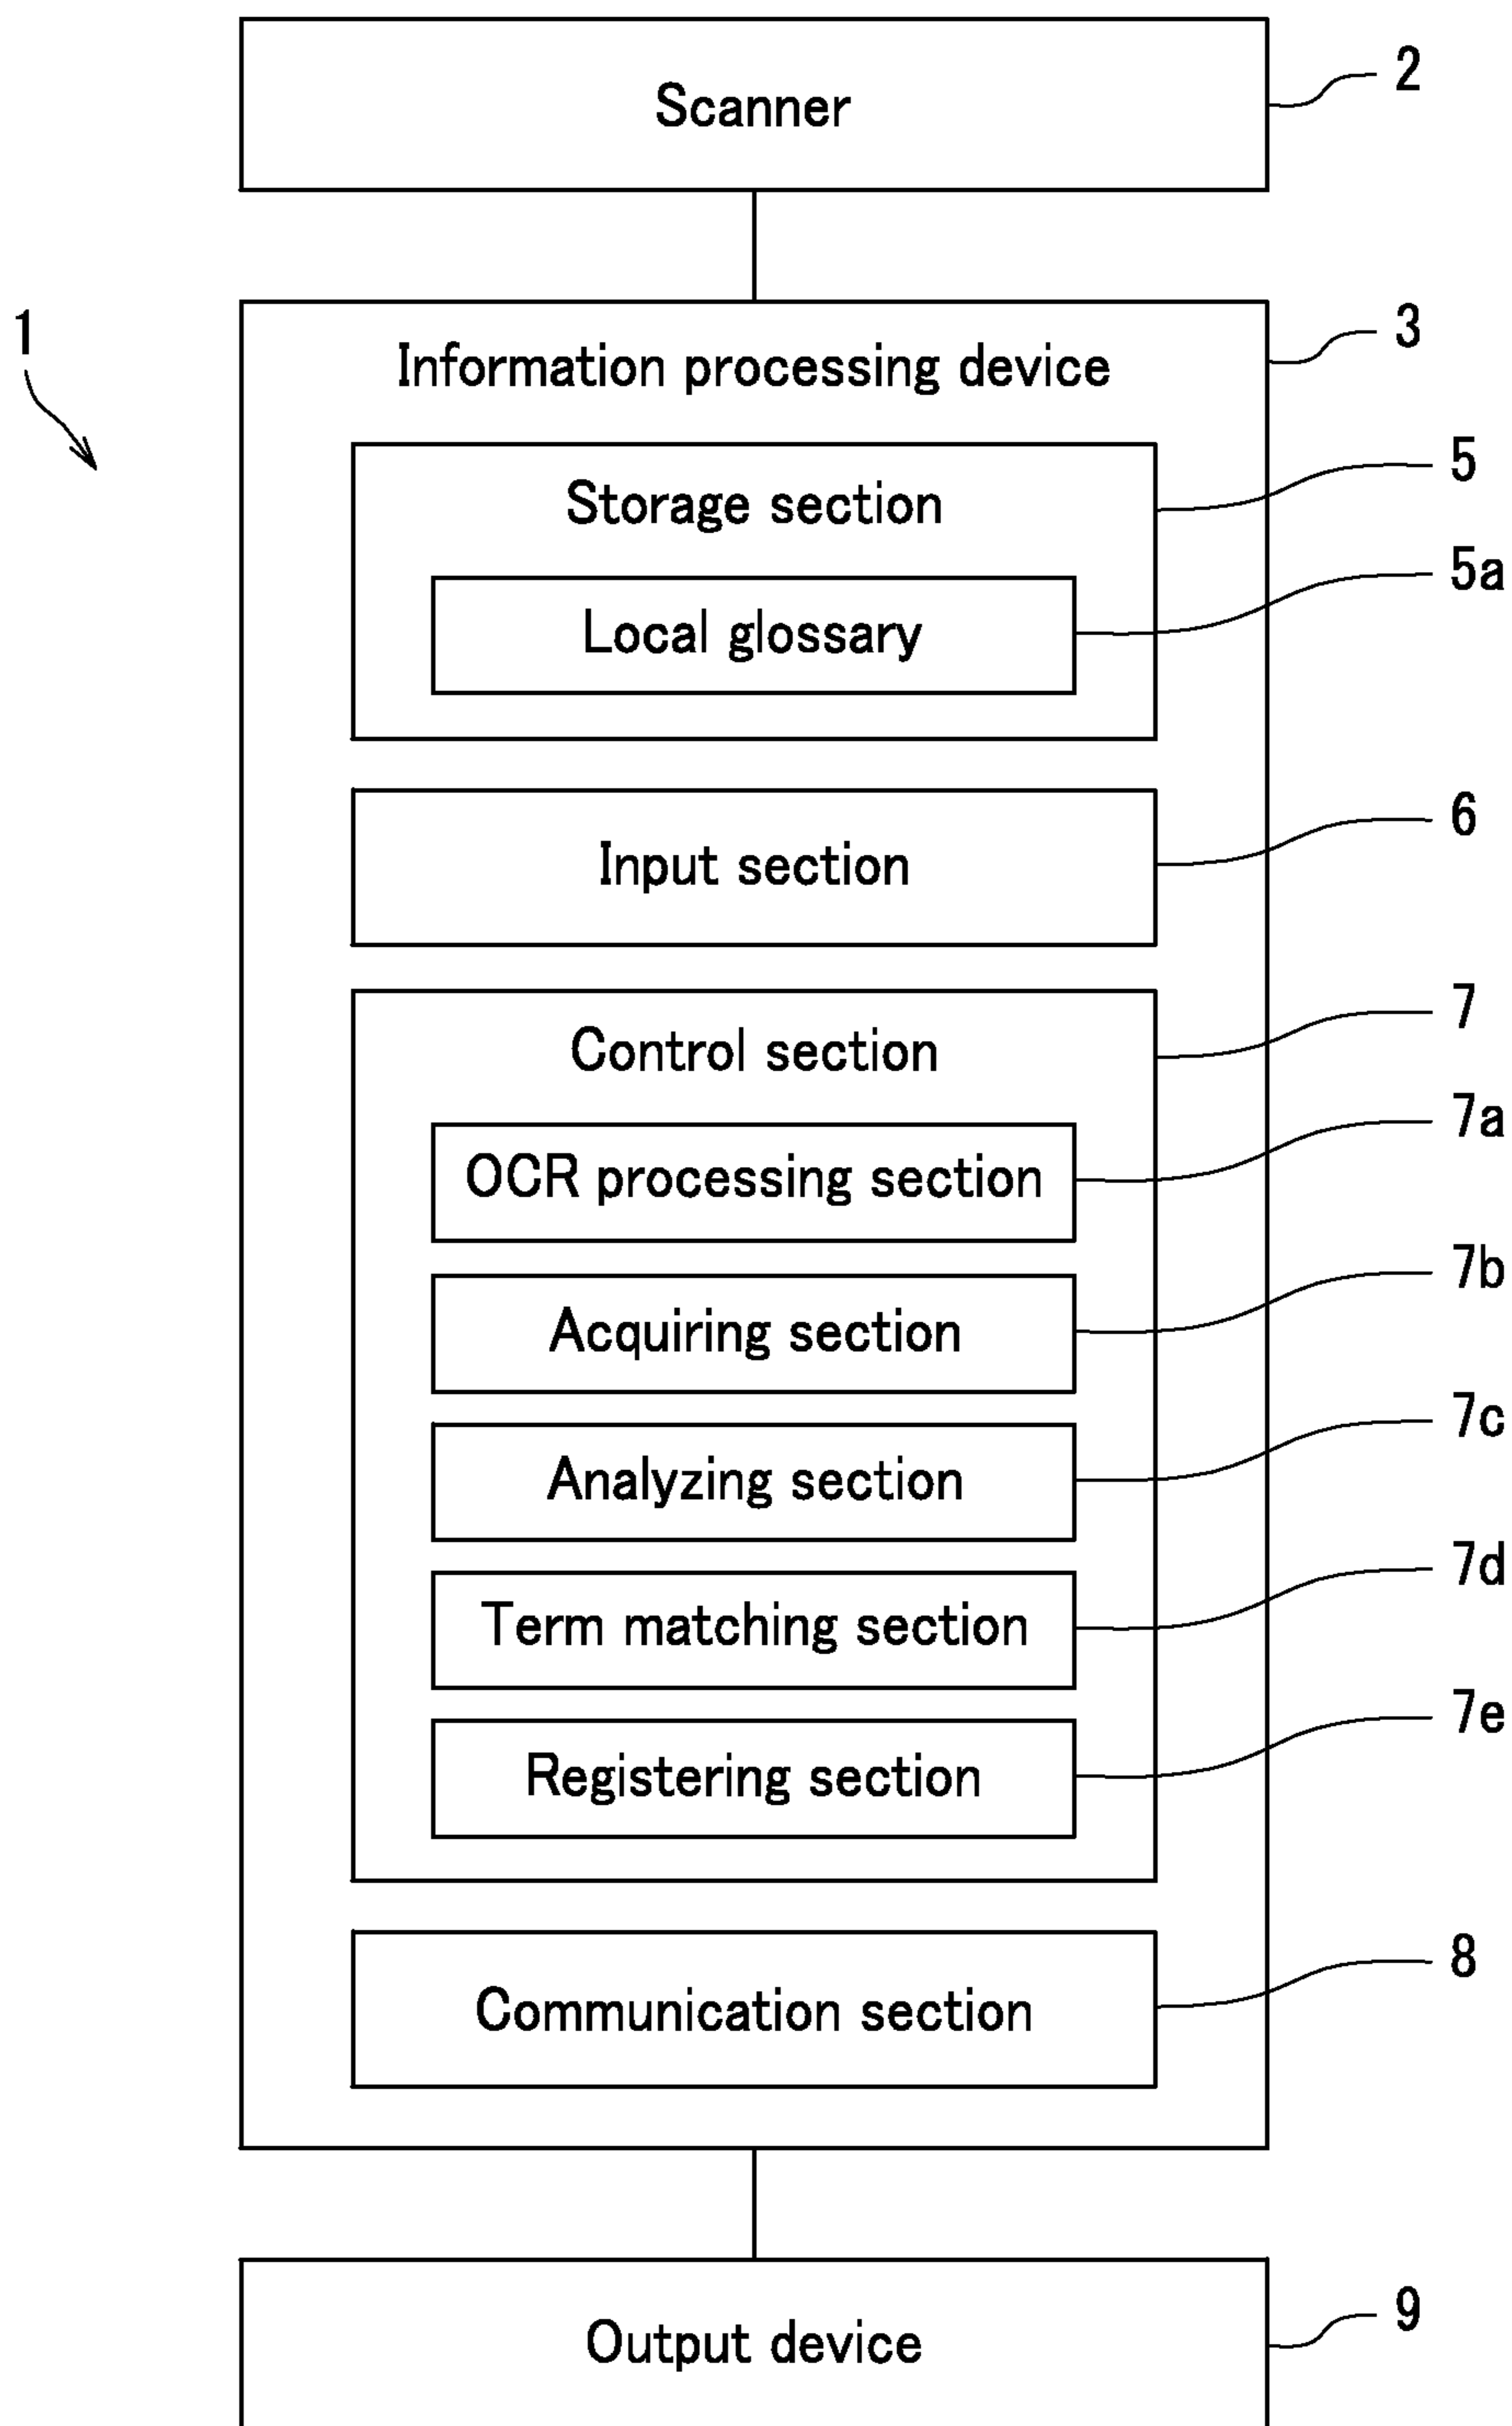 Scanner
2
1
Information processing device
3
Storage section
5
Local glossary
5a
Input section
6
Control section
7
OCR processing section
7a
Acquiring section
7b
Analyzing section
7c
Term matching section
7d
Registering section
7e
Communication section
8
Output device
9